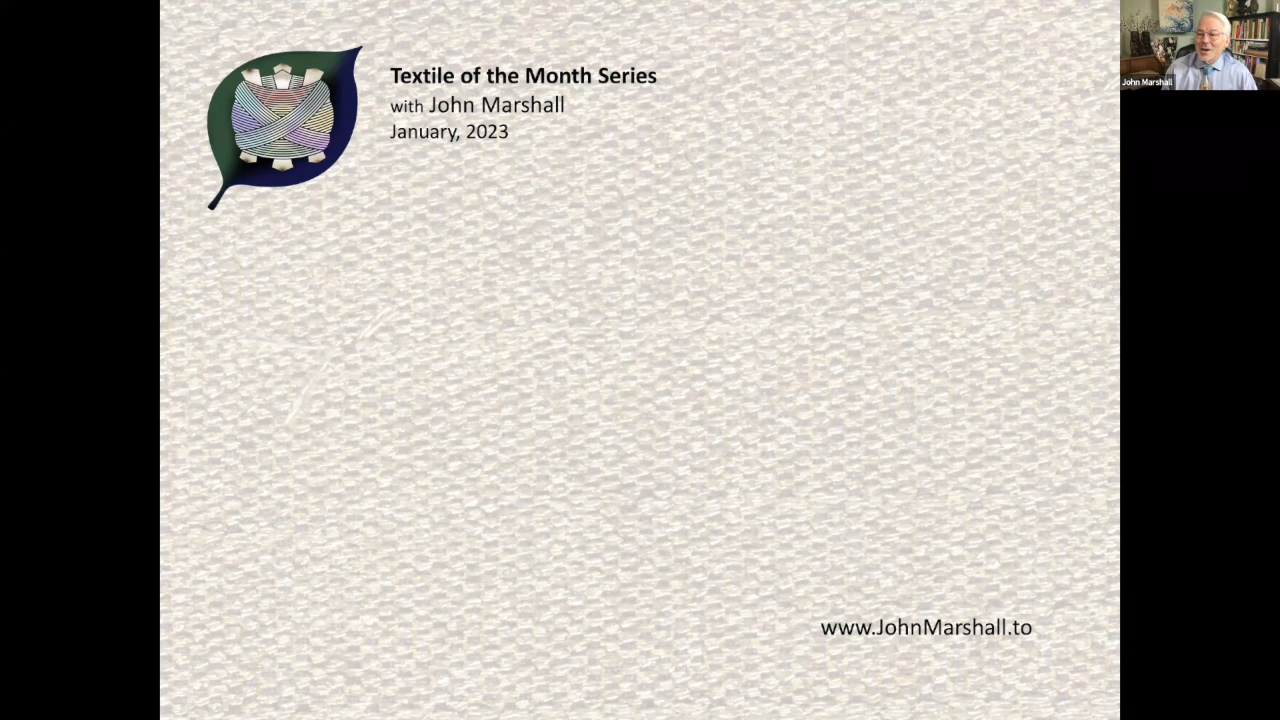 Textile of the Month Series
with John Marshall
January, 2023
John Marshall
www.JohnMarshall.to